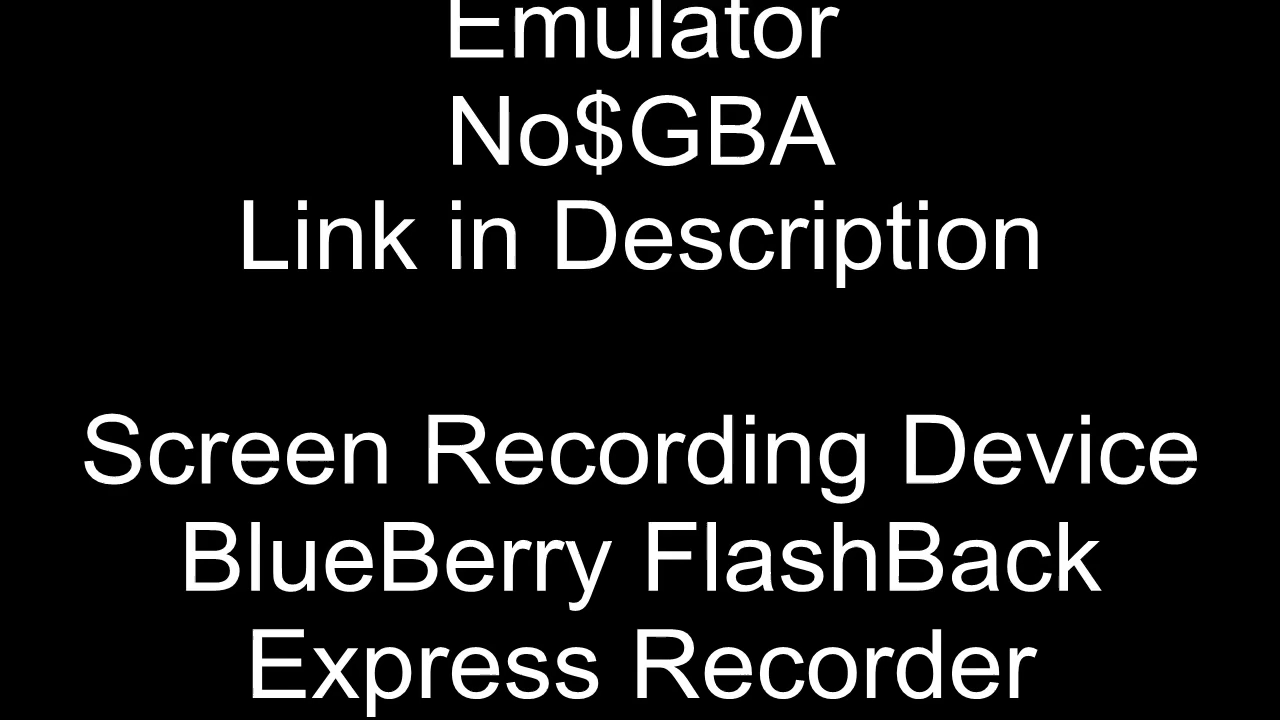 Emulator
No$GBA
Link in Description
Screen Recording Device
BlueBerry FlashBack
Express Recorder